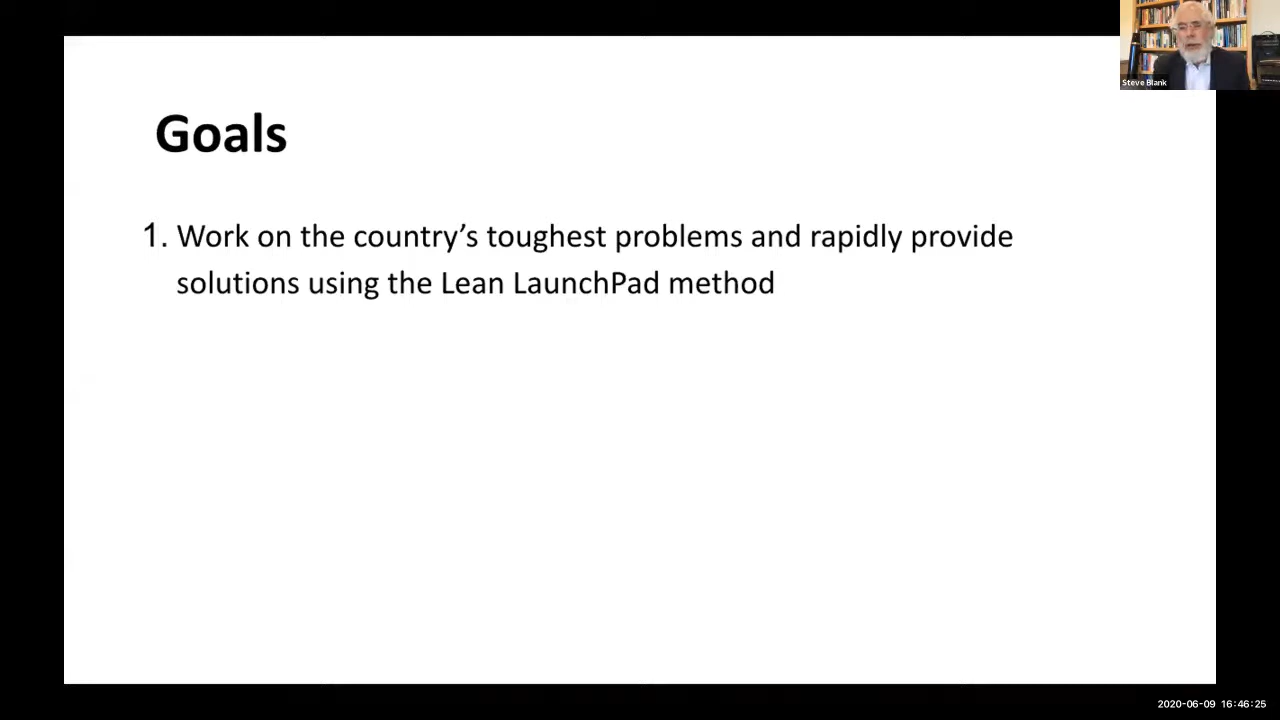 Steve Blank
Goals
1. Work on the country’s toughest problems and rapidly provide
solutions using the Lean LaunchPad method
2020-06-09 16:46:25